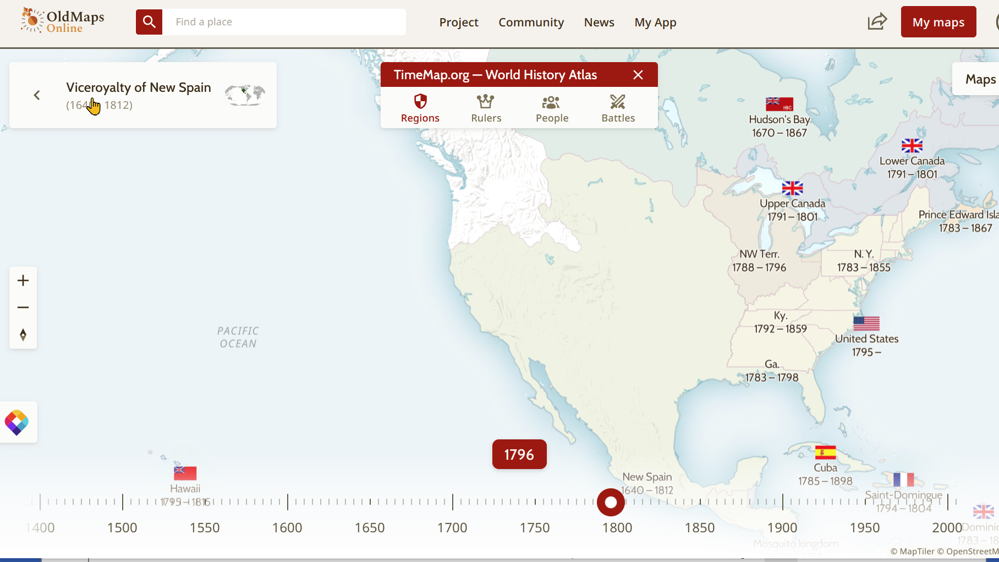 OldMaps
Online
Find a place
Project
Community
News
My App
My maps
Viceroyalty of New Spain
(1640 1812)
TimeMap.org — World History Atlas
Regions
Rulers
People
Battles
Maps
HBC
Hudson's Bay
1670 – 1867
Lower Canada
1791 – 1801
Upper Canada
1791 – 1801
Prince Edward Isla
1783 – 1867
NW Terr.
1788 – 1796
N. Y.
1783 – 1855
Ky.
1792 – 1859
United States
1795 –
Ga.
1783 – 1798
PACIFIC
OCEAN
1796
New Spain
1640 – 1812
Cuba
1785 – 1898
Hawaii
1795 – 1815
Saint-Domingue
1794 – 1804
1400
1500
1550
1600
1650
1700
1750
1800
1850
1900
1950
2000
Dominic
1783 – 18
Mosquito kingdom
© MapTiler © OpenStreetM